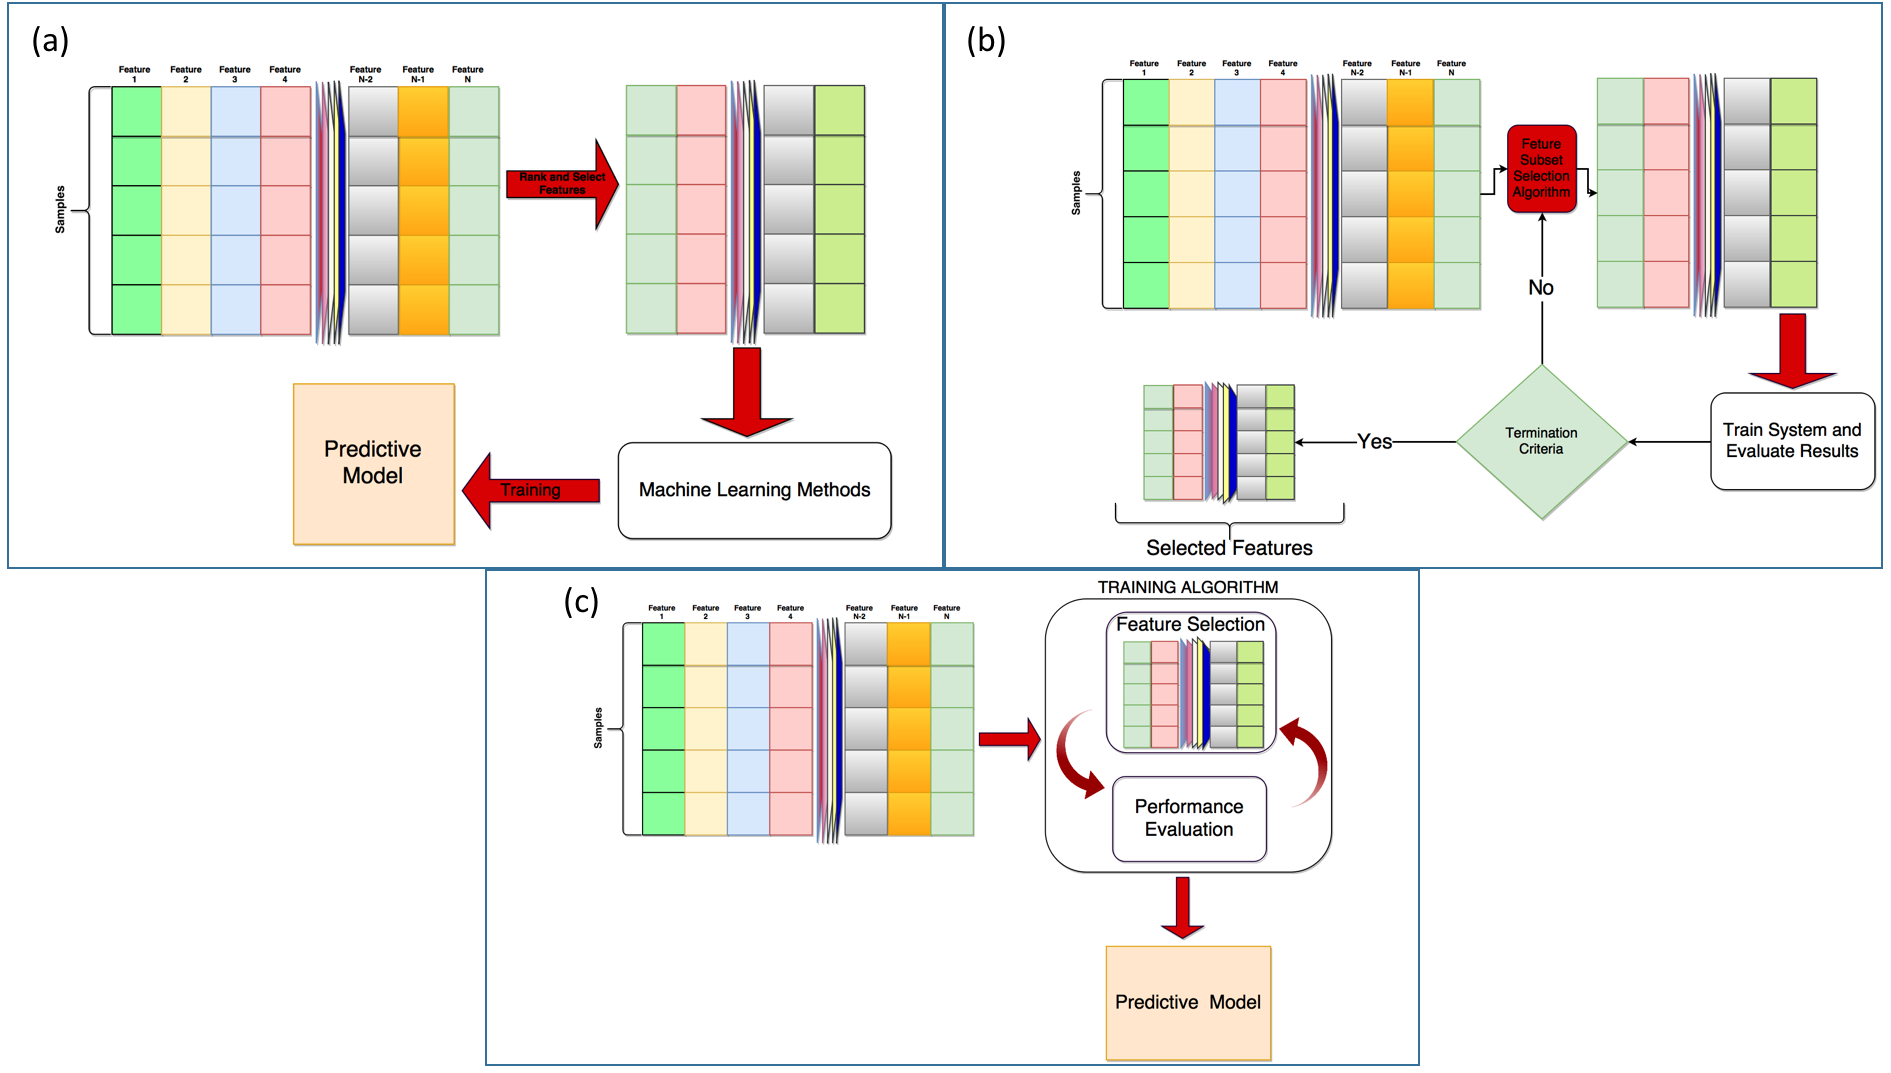 (a)
Feature Feature Feature Feature Feature Feature Feature
1 2 3 4 N-2 N-1 N
Samples
Rank and Select
Features
Predictive
Model
Training
Machine Learning Methods
(b)
Feature Feature Feature Feature Feature Feature Feature
1 2 3 4 N-2 N-1 N
Samples
Feture
Subset
Selection
Algorithm
No
Yes
Termination
Criteria
Train System and
Evaluate Results
Selected Features
(c)
Feature Feature Feature Feature Feature Feature Feature
1 2 3 4 N-2 N-1 N
Samples
TRAINING ALGORITHM
Feature Selection
Performance
Evaluation
Predictive Model